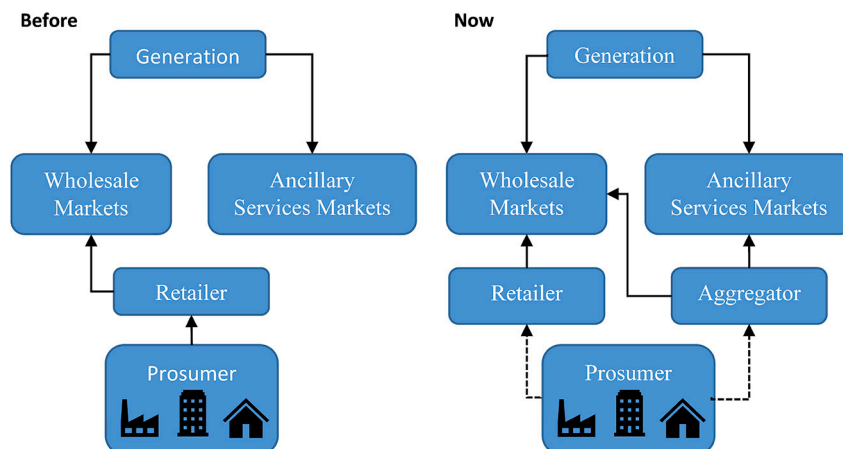 Before
Generation
Wholesale
Markets
Ancillary
Services Markets
Retailer
Prosumer
Now
Generation
Wholesale
Markets
Ancillary
Services Markets
Retailer
Aggregator
Prosumer